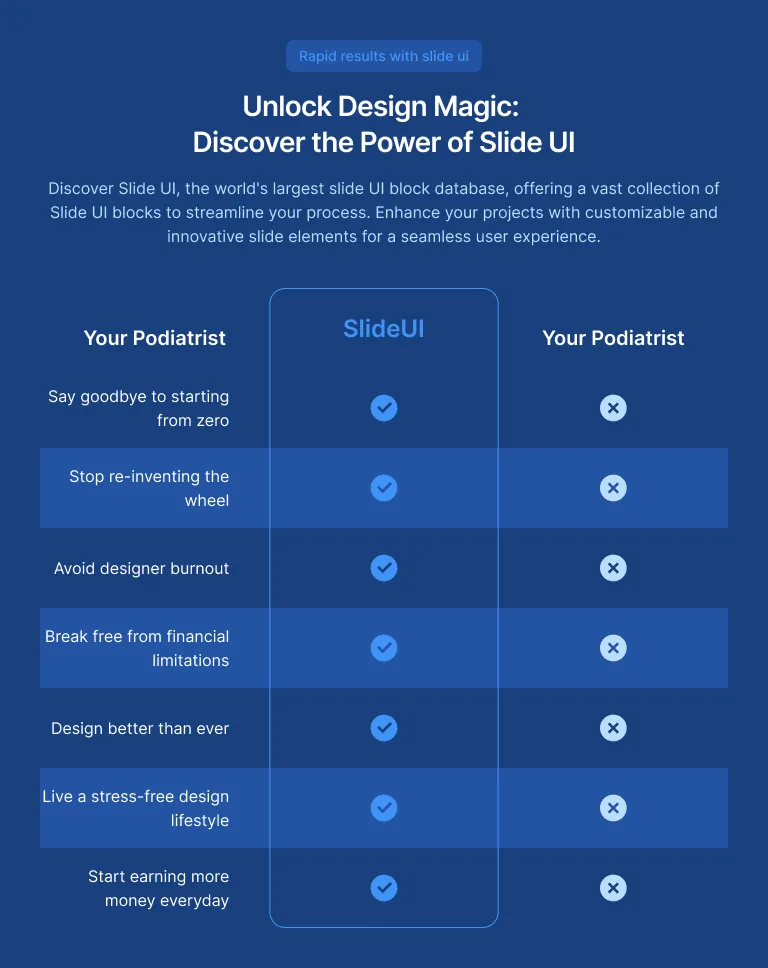 Rapid results with slide ui
Unlock Design Magic:
Discover the Power of Slide UI
Discover Slide UI, the world's largest slide UI block database, offering a vast collection of
Slide UI blocks to streamline your process. Enhance your projects with customizable and
innovative slide elements for a seamless user experience.
Your Podiatrist
SlideUI
Your Podiatrist
Say goodbye to starting
from zero
Stop re-inventing the
wheel
Avoid designer burnout
Break free from financial
limitations
Design better than ever
Live a stress-free design
lifestyle
Start earning more
money everyday